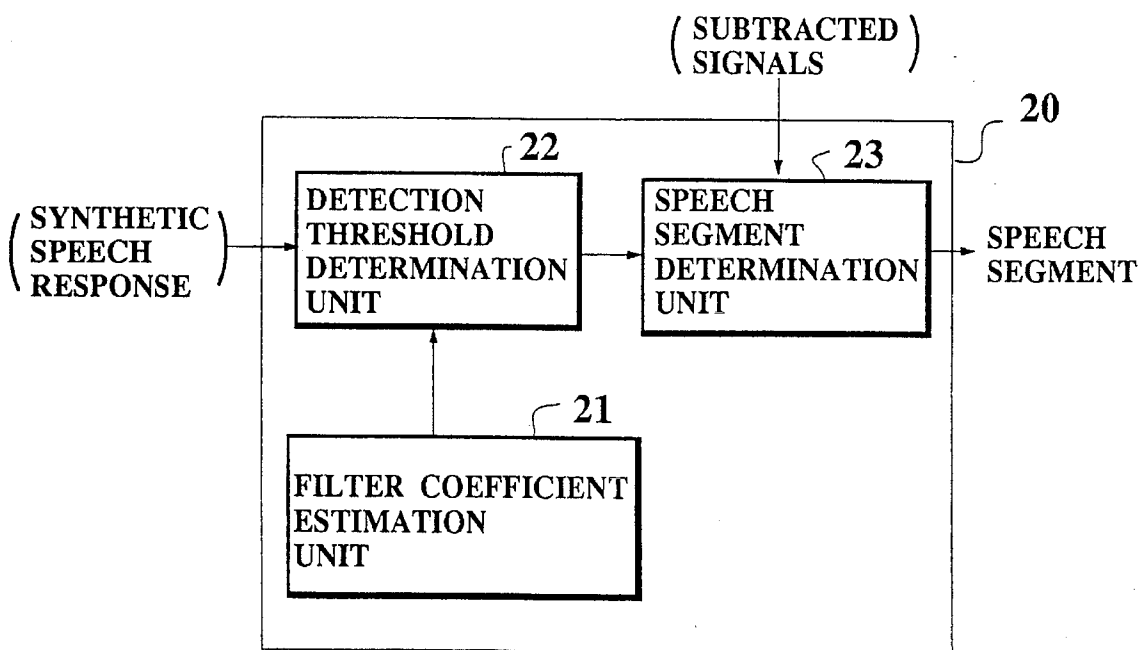 (SUBTRACTED
SIGNALS)
20
22
23
(SYNTHETIC
SPEECH
RESPONSE)
DETECTION
THRESHOLD
DETERMINATION
UNIT
SPEECH
SEGMENT
DETERMINATION
UNIT
SPEECH
SEGMENT
21
FILTER COEFFICIENT
ESTIMATION
UNIT